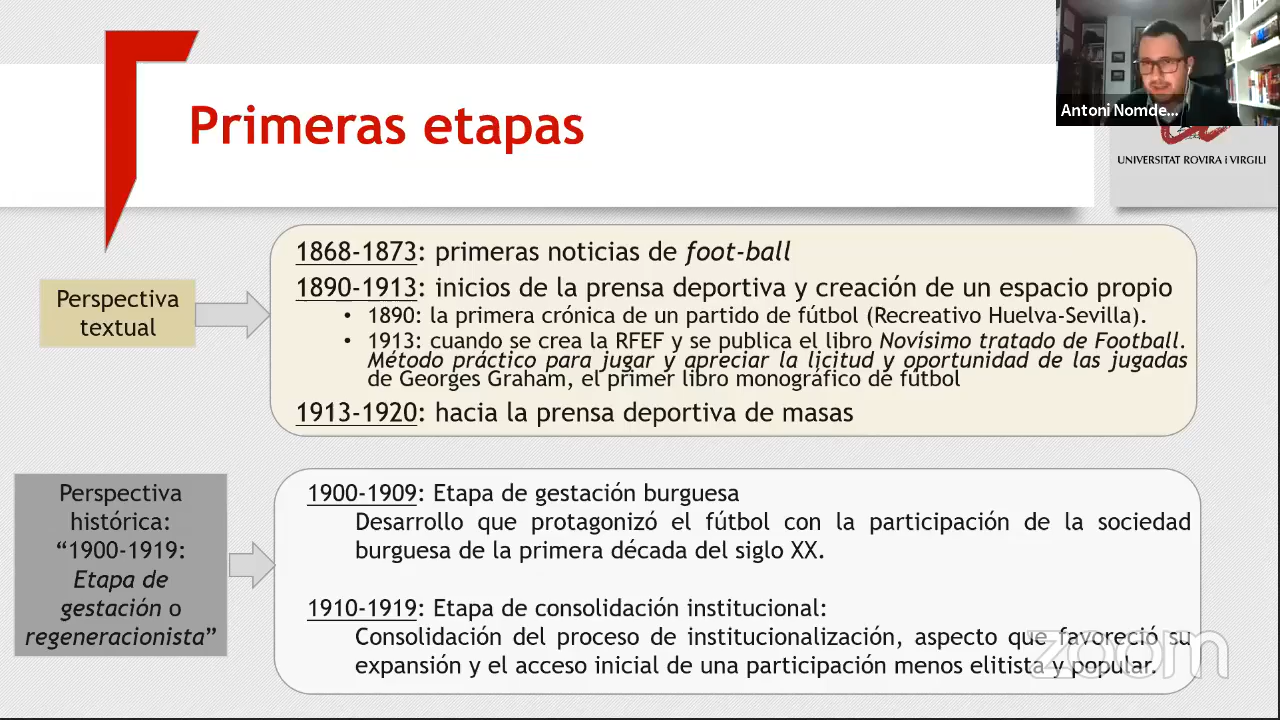 Primeras etapas
Antoni Nomde...
UNIVERSITAT ROVIRA i VIRGILI
Perspectiva
textual
1868-1873: primeras noticias de foot-ball
1890-1913: inicios de la prensa deportiva y creación de un espacio propio
• 1890: la primera crónica de un partido de fútbol (Recreativo Huelva-Sevilla).
• 1913: cuando se crea la RFEF y se publica el libro Novísimo tratado de Football.
Método práctico para jugar y apreciar la licitud y oportunidad de las jugadas
de Georges Graham, el primer libro monográfico de fútbol
1913-1920: hacia la prensa deportiva de masas
Perspectiva
histórica:
“1900-1919:
Etapa de
gestación o
regeneracionista”
1900-1909: Etapa de gestación burguesa
Desarrollo que protagonizó el fútbol con la participación de la sociedad
burguesa de la primera década del siglo XX.
1910-1919: Etapa de consolidación institucional:
Consolidación del proceso de institucionalización, aspecto que favoreció su
expansión y el acceso inicial de una participación menos elitista y popular.
zoom